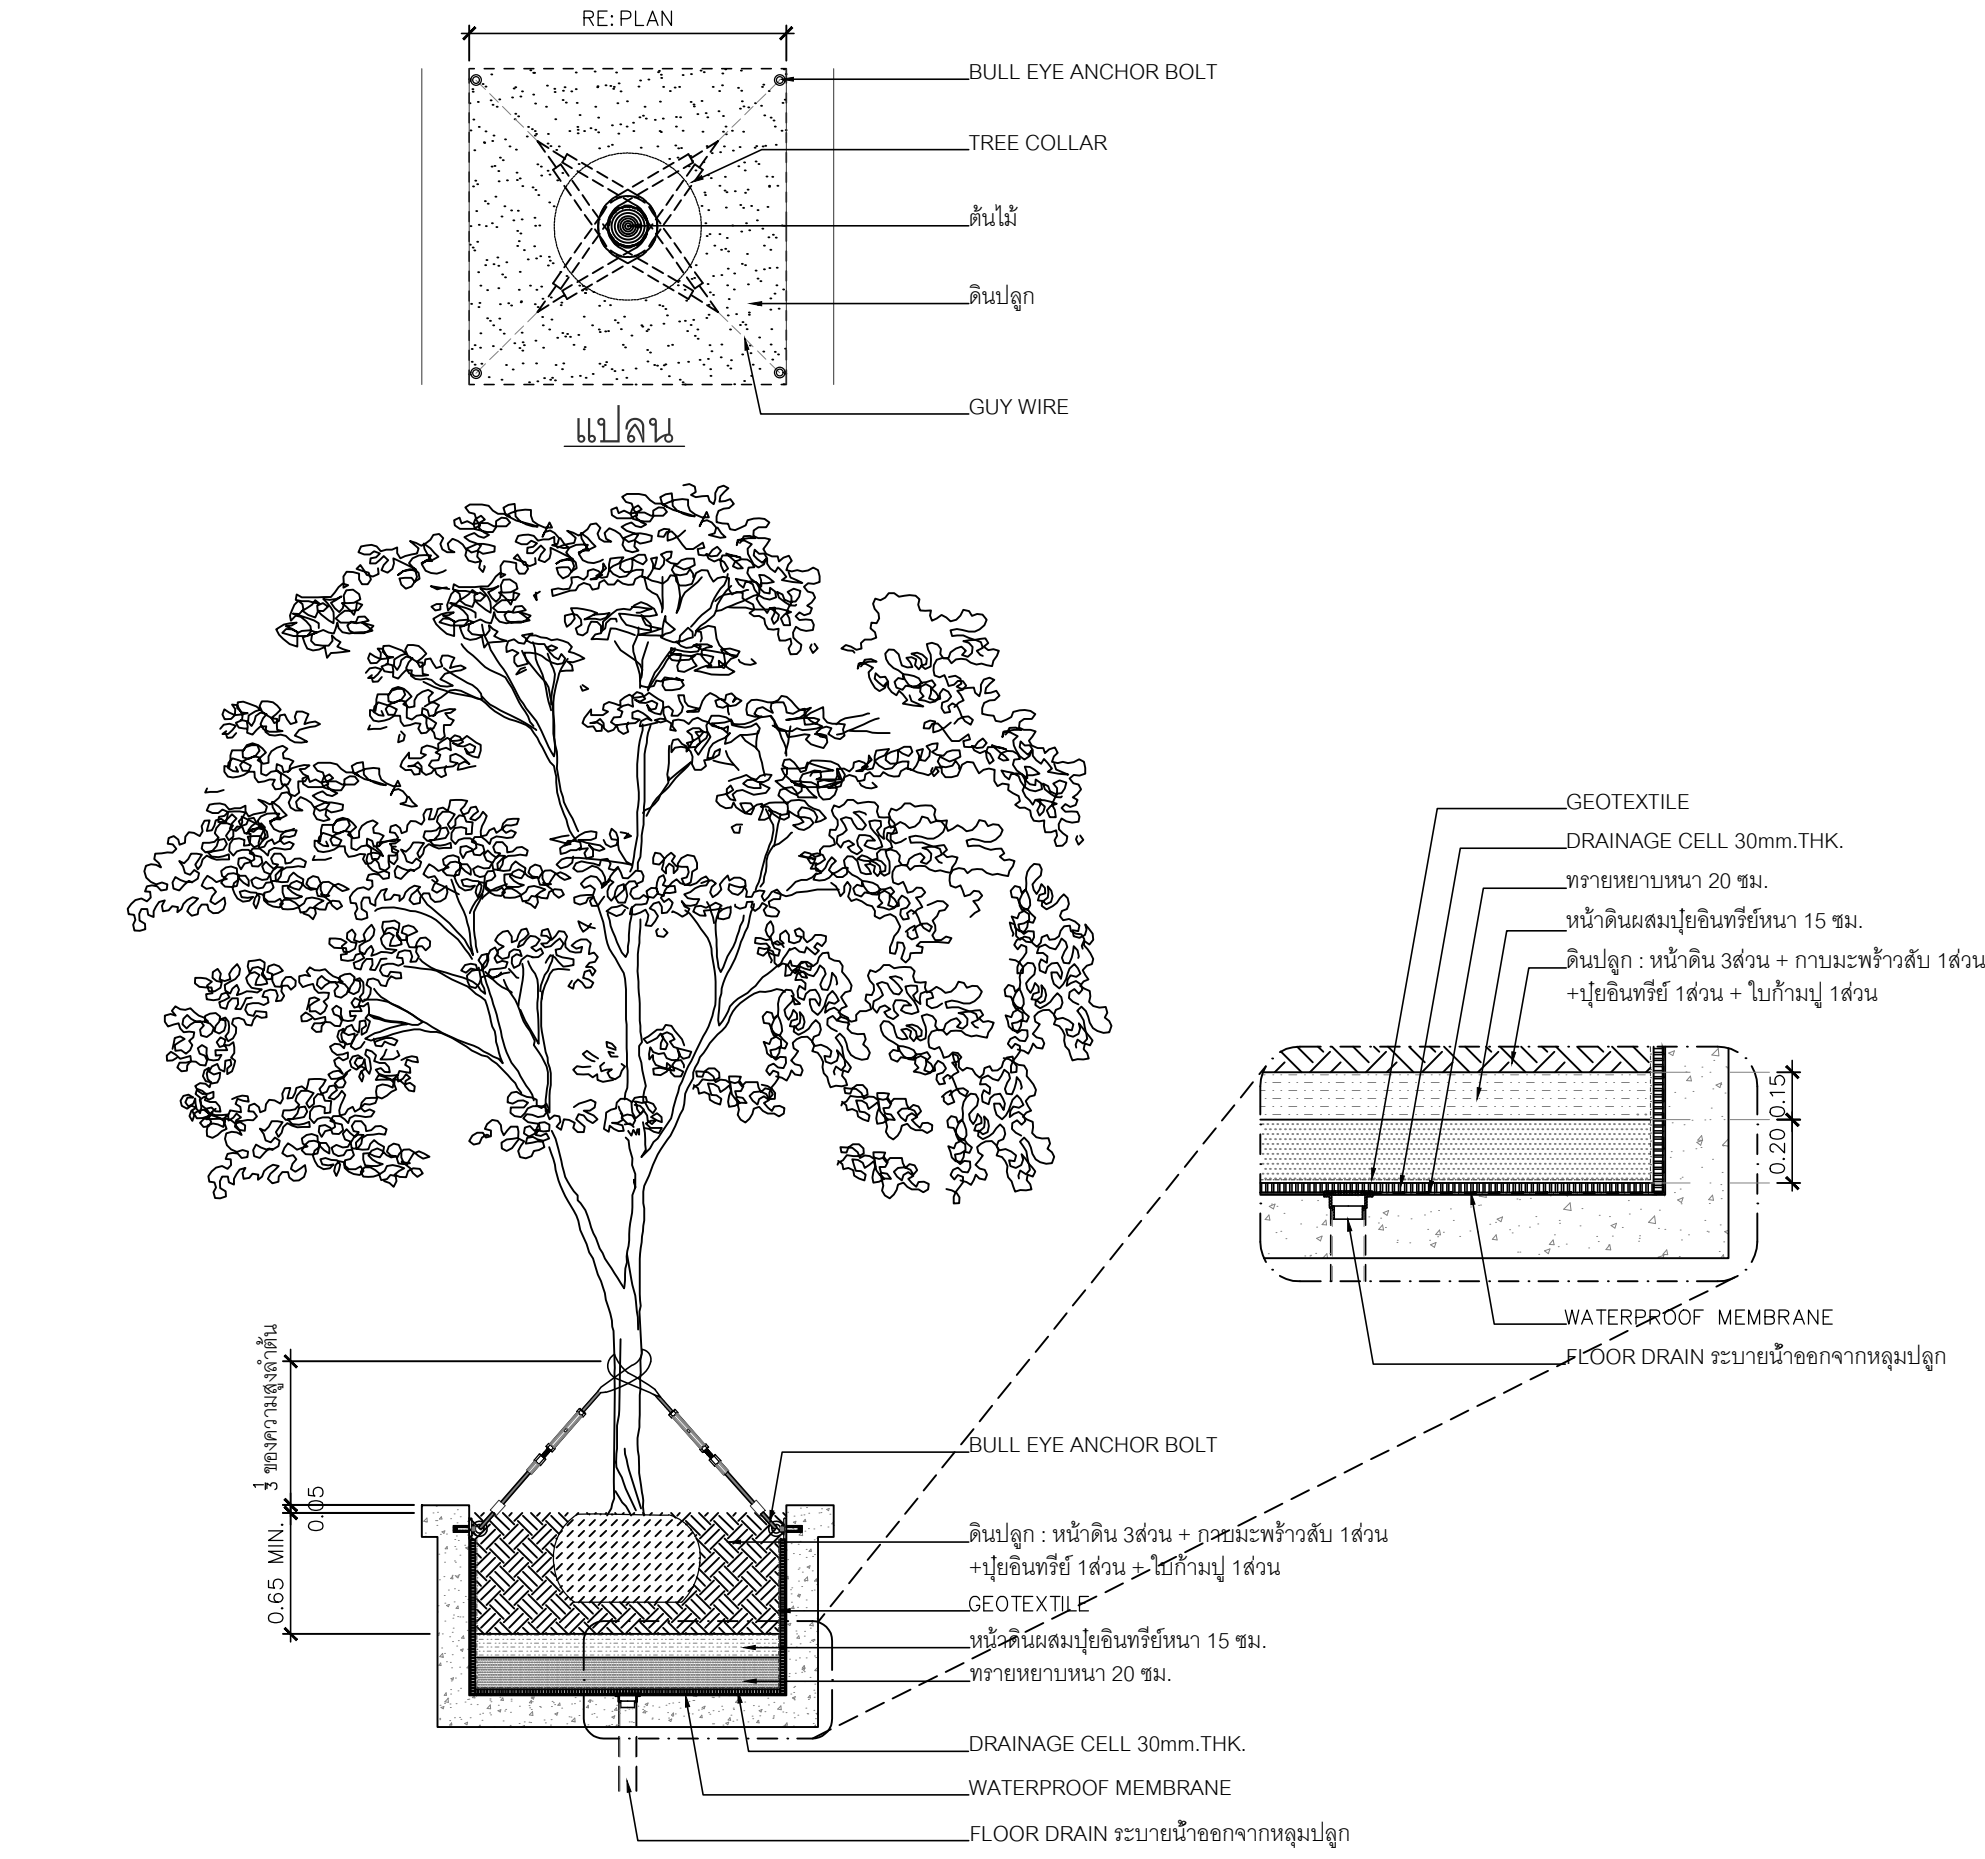 RE: PLAN
BULL EYE ANCHOR BOLT
TREE COLLAR
ต้นไม้
ดินปลูก
GUY WIRE
แปลน
GEOTEXTILE
DRAINAGE CELL 30mm.THK.
ทรายหยาบหนา 20 ซม.
หน้าดินผสมปุ๋ยอินทรีย์หนา 15 ซม.
ดินปลูก : หน้าดิน 3ส่วน + กาบมะพร้าวสับ 1ส่วน
+ปุ๋ยอินทรีย์ 1ส่วน + ใบก้ามปู 1ส่วน
0.15
0.20
WATERPROOF MEMBRANE
FLOOR DRAIN ระบายน้ำออกจากหลุมปลูก
1/3 ของความสูงลำต้น
0.05
0.65 MIN.
BULL EYE ANCHOR BOLT
ดินปลูก : หน้าดิน 3ส่วน + กาบมะพร้าวสับ 1ส่วน
+ปุ๋ยอินทรีย์ 1ส่วน + ใบก้ามปู 1ส่วน
GEOTEXTILE
หน้าดินผสมปุ๋ยอินทรีย์หนา 15 ซม.
ทรายหยาบหนา 20 ซม.
DRAINAGE CELL 30mm.THK.
WATERPROOF MEMBRANE
FLOOR DRAIN ระบายน้ำออกจากหลุมปลูก